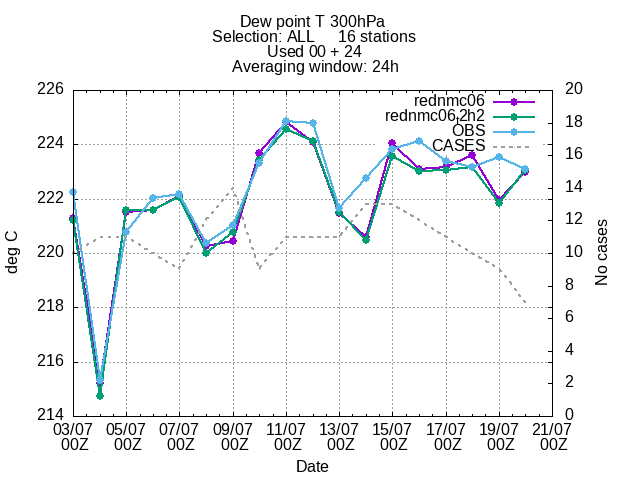 Dew point T 300hPa
Selection: ALL 16 stations
Used 00 + 24
Averaging window: 24h
226
224
222
220
218
216
214
deg C
20
18
16
14
12
10
8
6
4
2
0
No cases
rednmc06
rednmc06,2h2
OBS
CASES
03/07 05/07 07/07 09/07 11/07 13/07 15/07 17/07 19/07 21/07
00Z 00Z 00Z 00Z 00Z 00Z 00Z 00Z 00Z 00Z
Date